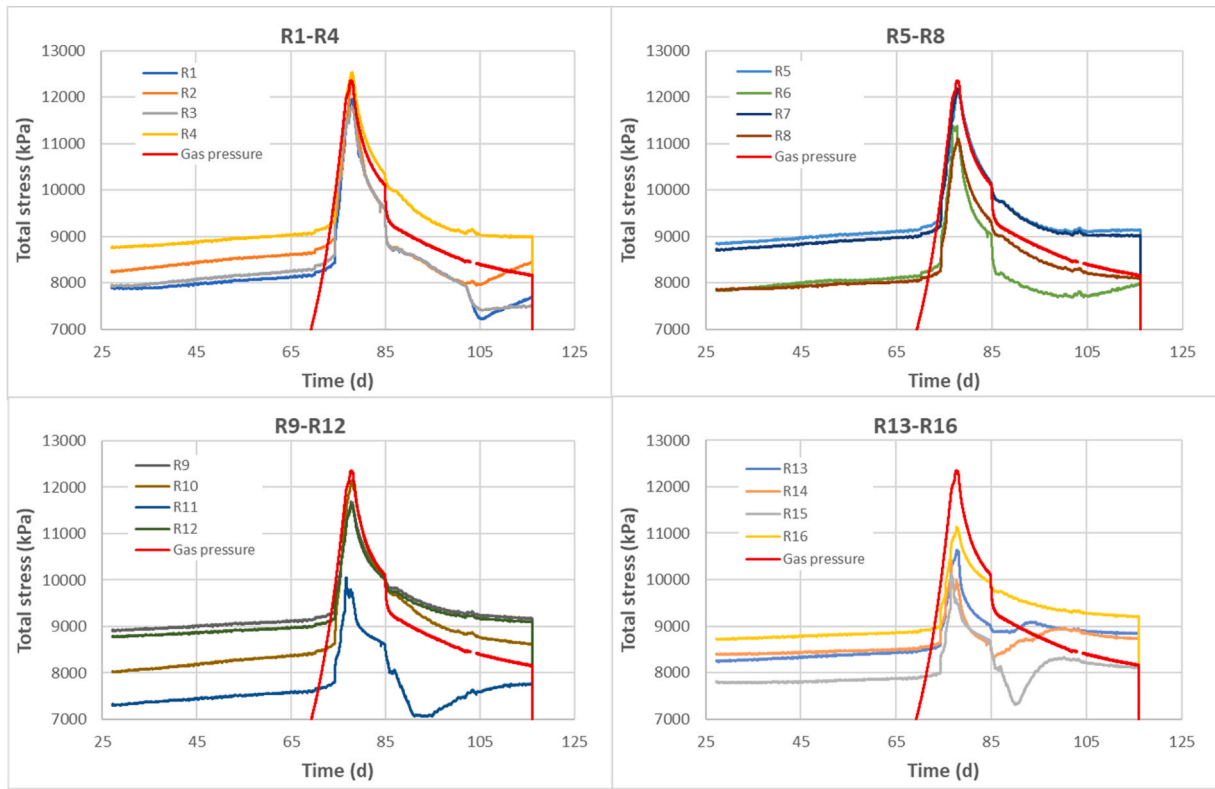 R1-R4
13000
12000
11000
10000
9000
8000
7000
Total stress (kPa)
R1
R2
R3
R4
Gas pressure
25 45 65 85 105 125
Time (d)
R5-R8
13000
12000
11000
10000
9000
8000
7000
Total stress (kPa)
R5
R6
R7
R8
Gas pressure
25 45 65 85 105 125
Time (d)
R9-R12
13000
12000
11000
10000
9000
8000
7000
Total stress (kPa)
R9
R10
R11
R12
Gas pressure
25 45 65 85 105 125
Time (d)
R13-R16
13000
12000
11000
10000
9000
8000
7000
Total stress (kPa)
R13
R14
R15
R16
Gas pressure
25 45 65 85 105 125
Time (d)